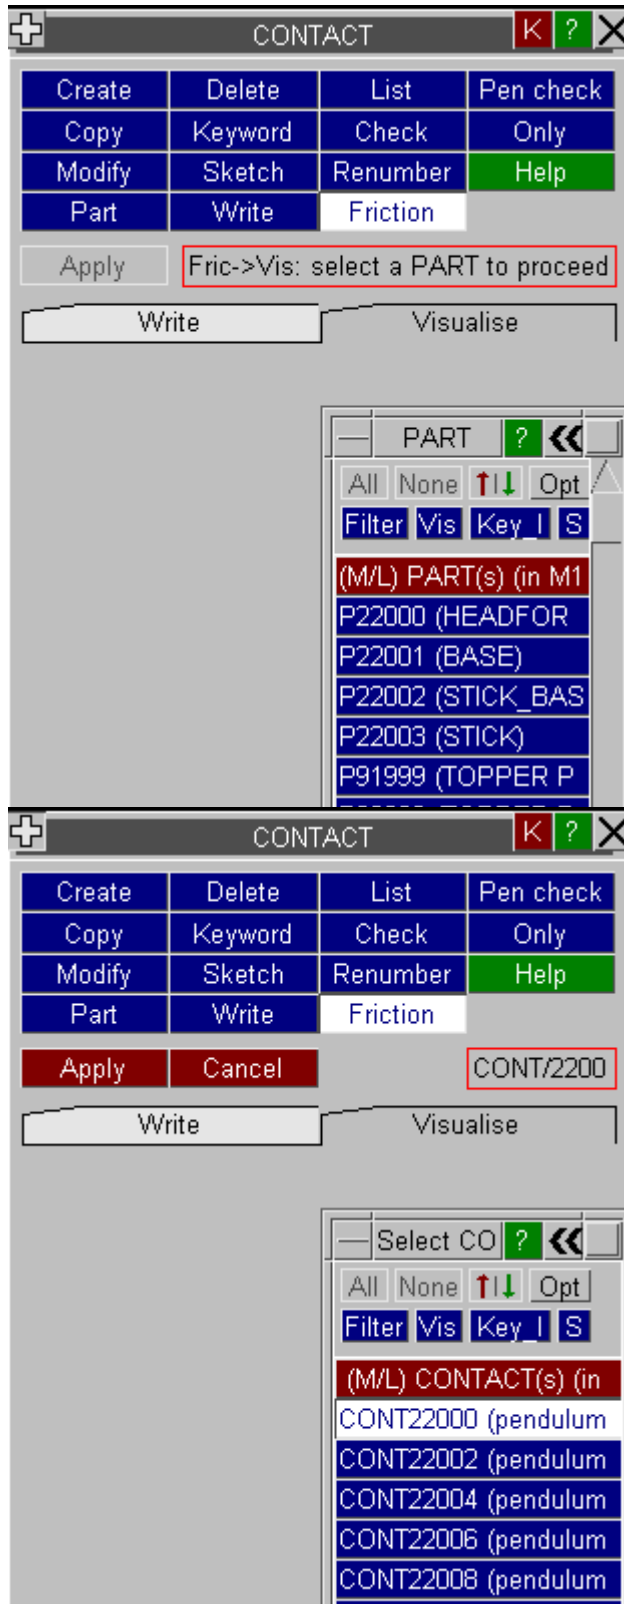 CONTACT K ? X
Create Delete List Pen check
Copy Keyword Check Only
Modify Sketch Renumber Help
Part Write Friction
Apply Fric->Vis: select a PART to proceed
Write Visualise
PART ?
All None Opt
Filter Vis Key_I S
(M/L) PART(s) (in M1
P22000 (HEADFOR
P22001 (BASE)
P22002 (STICK_BAS
P22003 (STICK)
P91999 (TOPPER P
CONTACT K ? X
Create Delete List Pen check
Copy Keyword Check Only
Modify Sketch Renumber Help
Part Write Friction
Apply Cancel CONT/2200
Write Visualise
Select CO ?
All None Opt
Filter Vis Key_I S
(M/L) CONTACT(s) (in
CONT22000 (pendulum
CONT22002 (pendulum
CONT22004 (pendulum
CONT22006 (pendulum
CONT22008 (pendulum